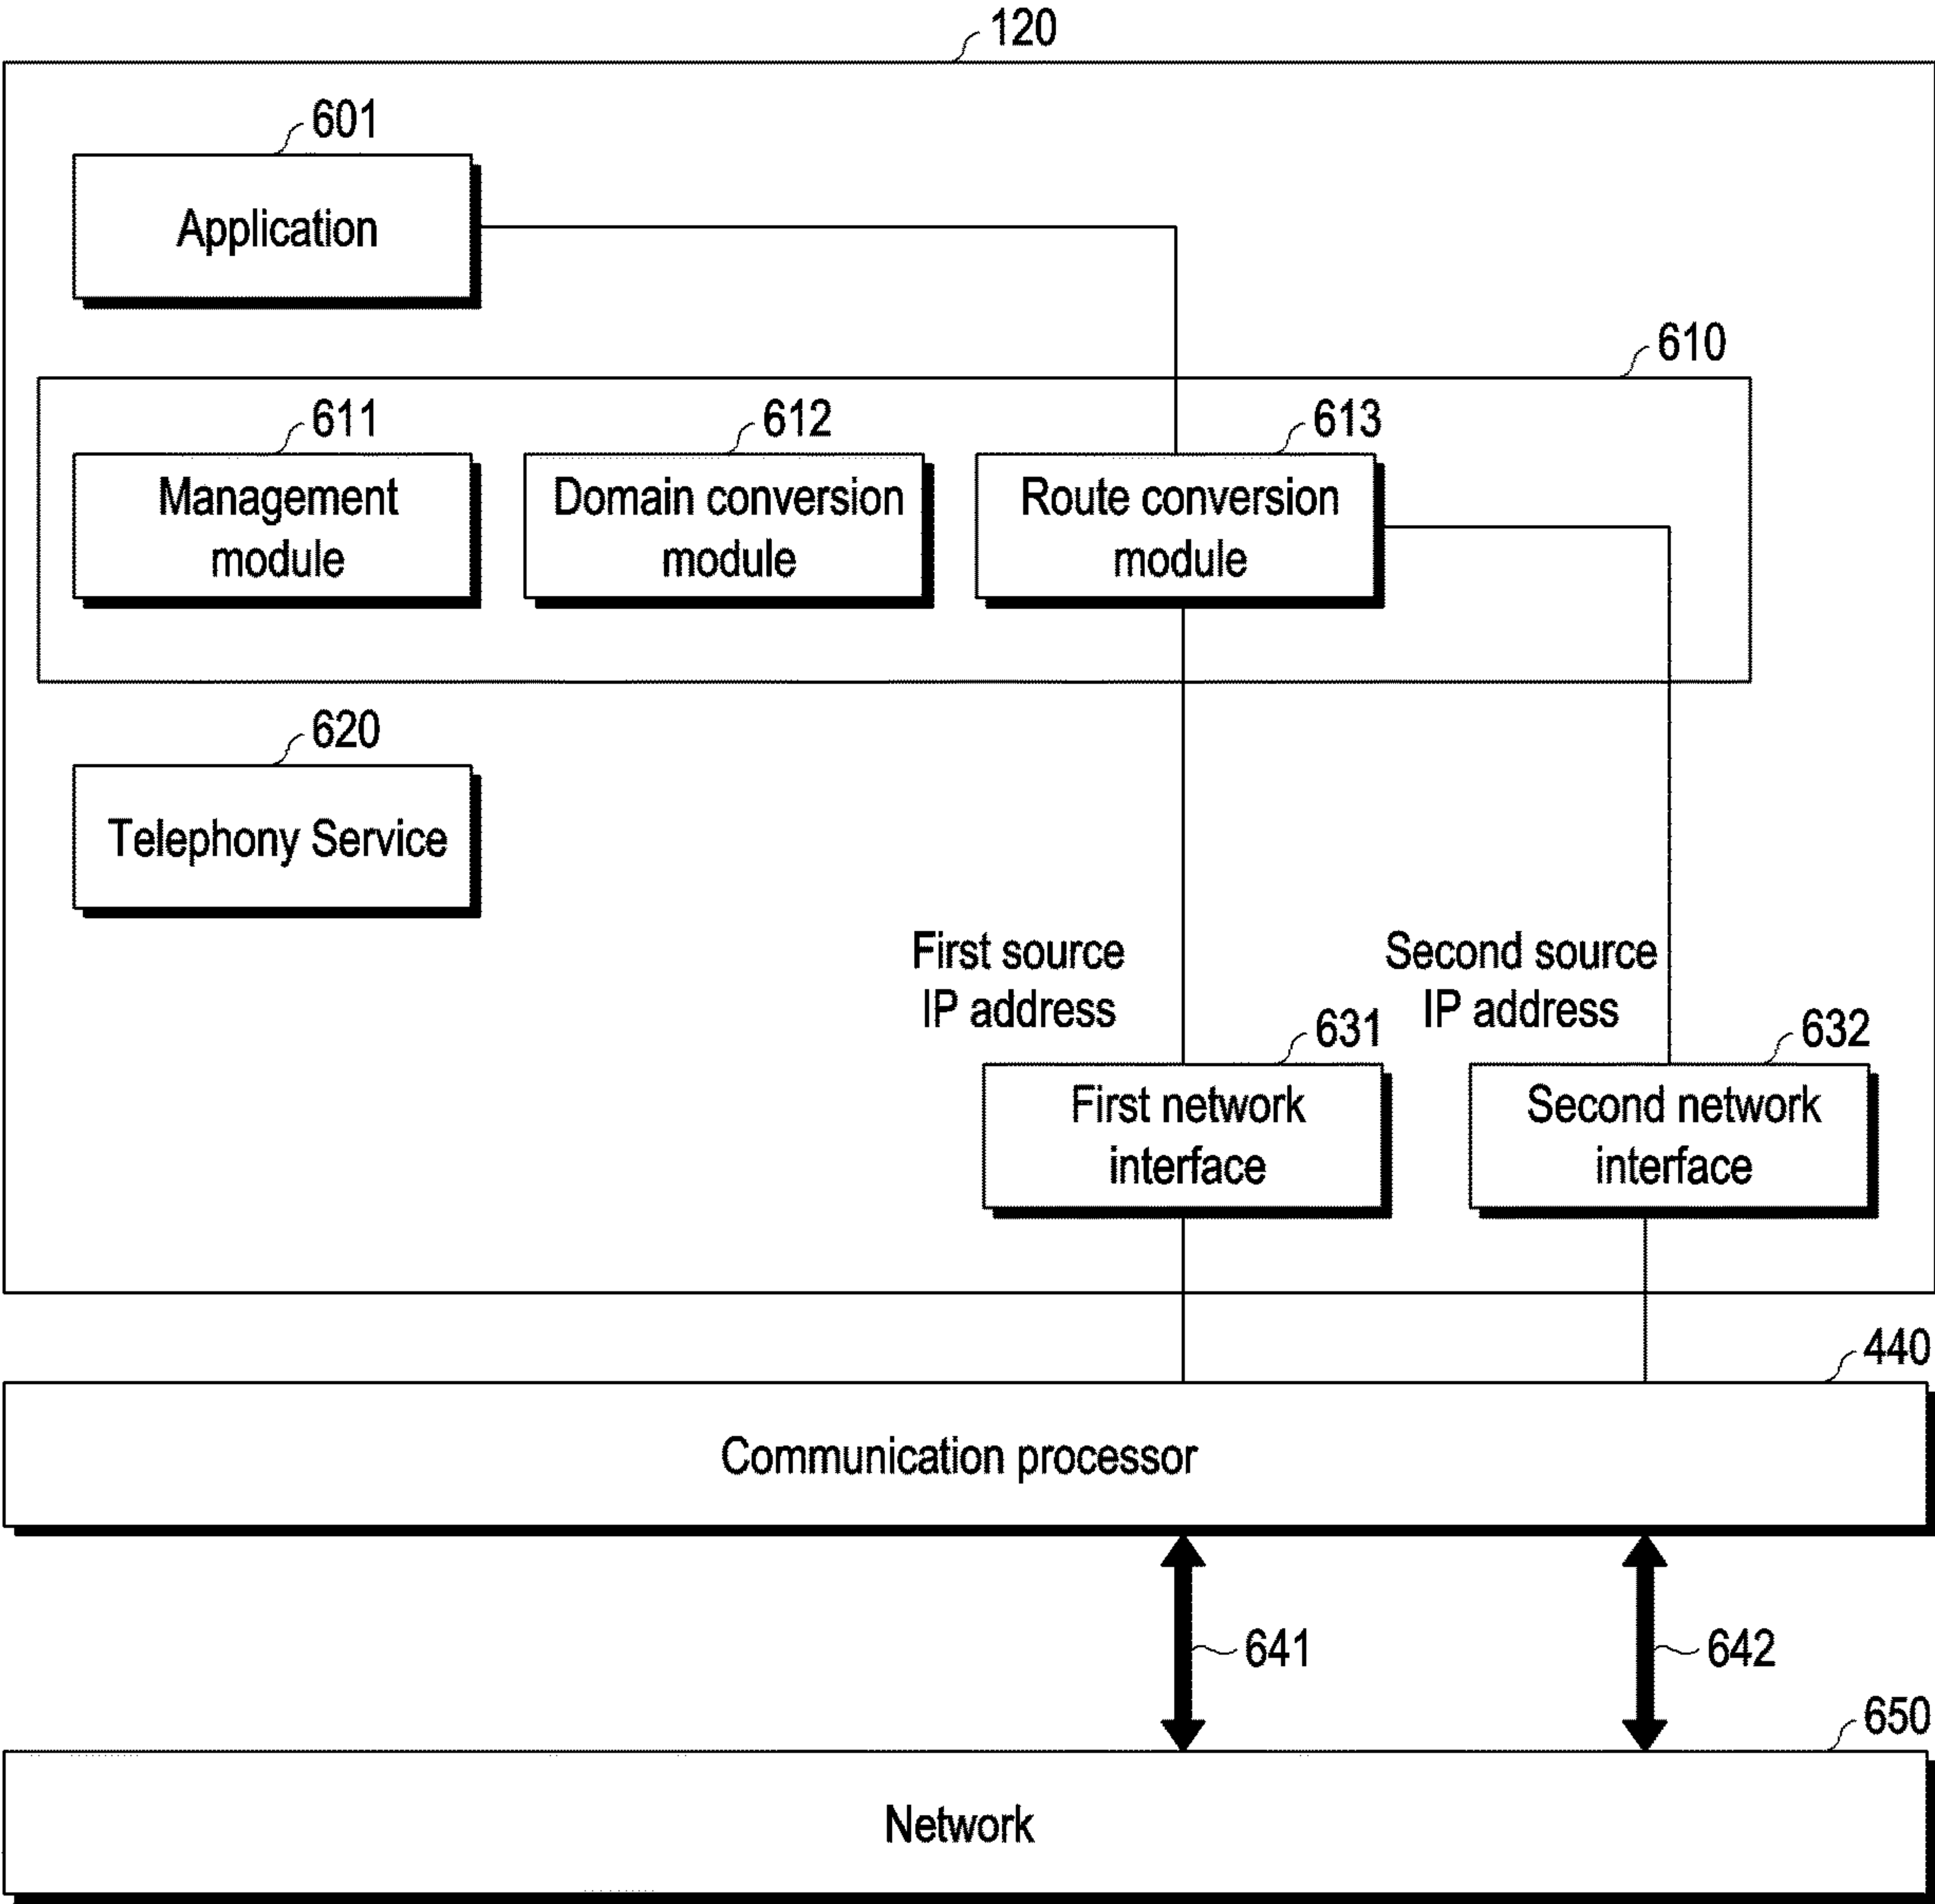 120
601
Application
610
611
612
613
Management
module
Domain conversion
module
Route conversion
module
620
Telephony Service
First source
IP address
Second source
IP address
631
632
First network
interface
Second network
interface
440
Communication processor
641
642
650
Network